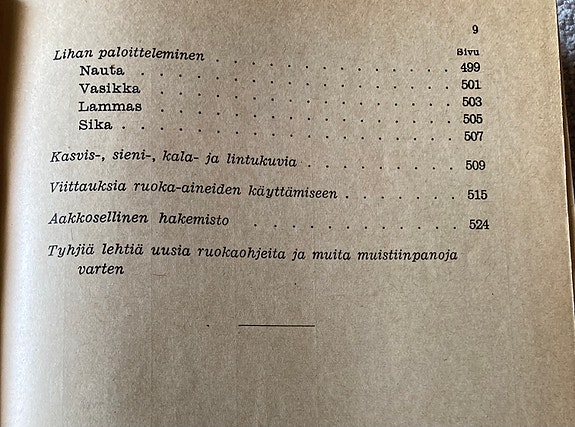 9
Sivu
Lihan paloitteleminen . . . . . . . . . . . . 499
Nauta . . . . . . . . . . . . . . . . 501
Vasikka . . . . . . . . . . . . . . . 503
Lammas . . . . . . . . . . . . . . . 505
Sika . . . . . . . . . . . . . . . . 507
Kasvis-, sieni-, kala- ja lintukuvia . . . . . . . . 509
Viittauksia ruoka-aineiden käyttämiseen . . . . . . . 515
Aakkosellinen hakemisto . . . . . . . . . . . 524
Tyhjiä lehtiä uusia ruokaohjeita ja muita muistiinpanoja
varten